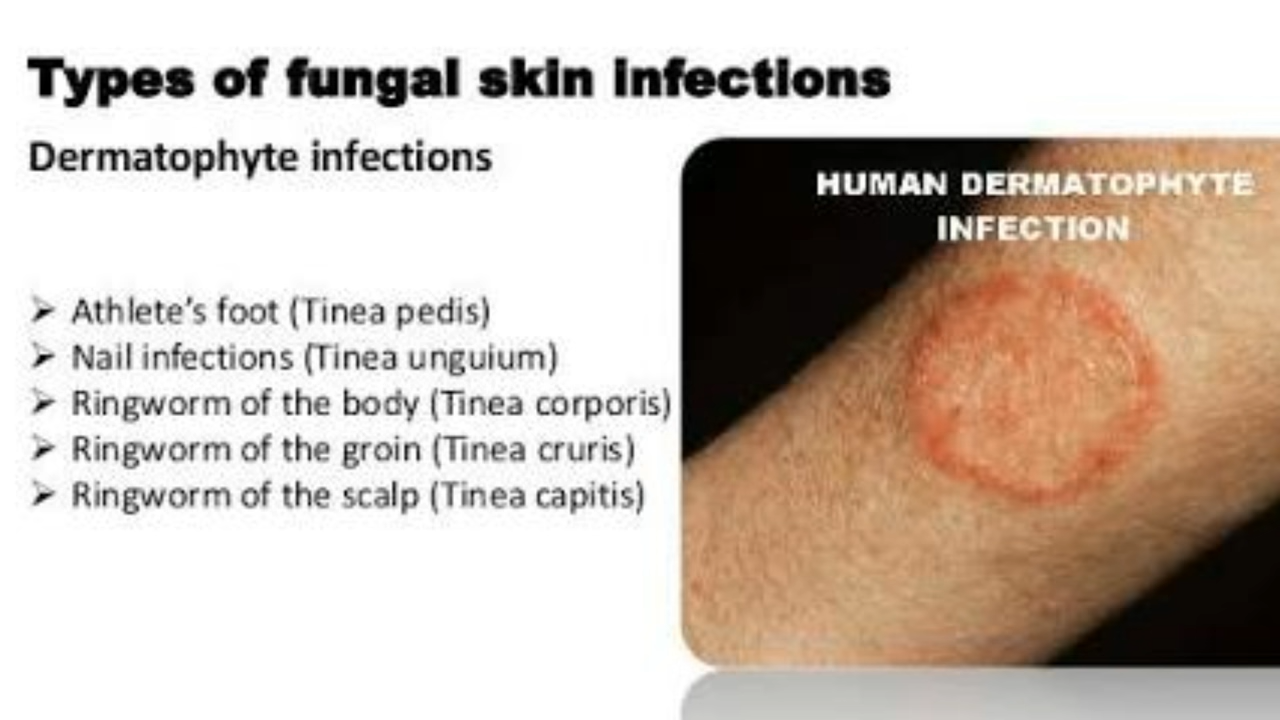 Types of fungal skin infections
Dermatophyte infections
HUMAN DERMATOPHYTE
INFECTION
➢ Athlete’s foot (Tinea pedis)
➢ Nail infections (Tinea unguium)
➢ Ringworm of the body (Tinea corporis)
➢ Ringworm of the groin (Tinea cruris)
➢ Ringworm of the scalp (Tinea capitis)